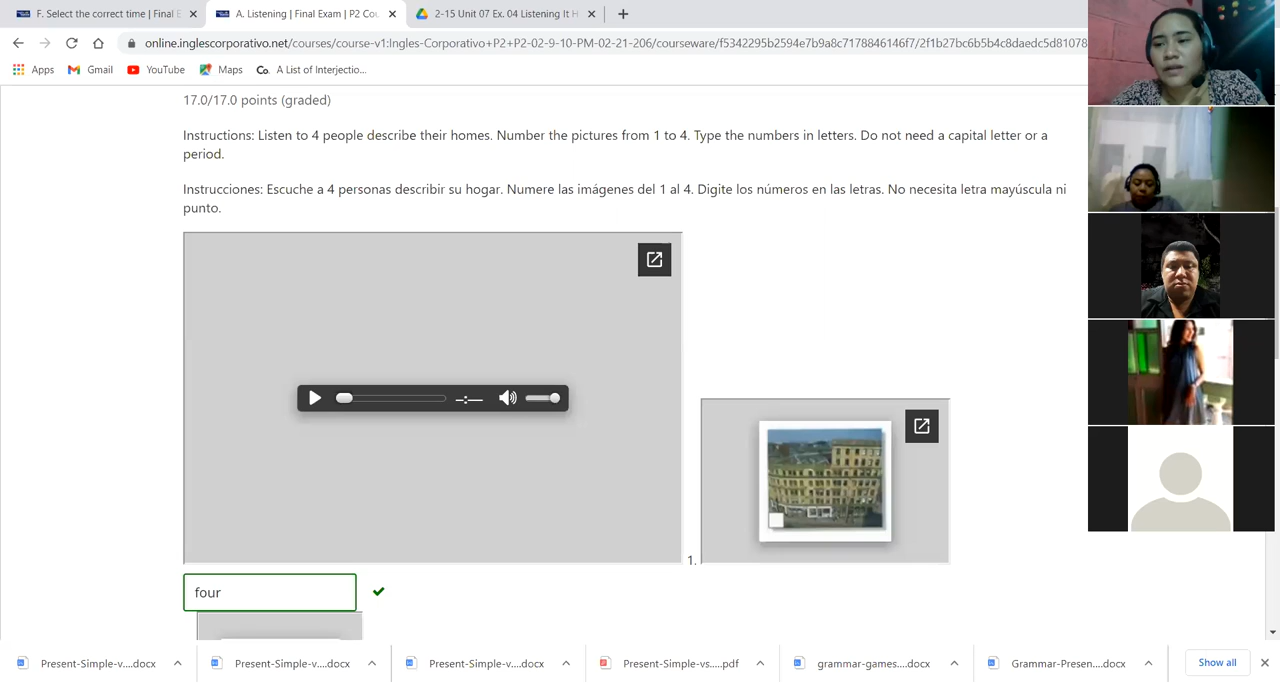 F. Select the correct time | Final E
A. Listening | Final Exam | P2 Cou
2-15 Unit 07 Ex. 04 Listening It H
online.inglescorporativo.net/courses/course-v1:Ingles-Corporativo+P2+P2-02-9-10-PM-02-21-206/courseware/f5342295b2594e7b9a8c7178846146f7/2f1b27bc6b5b4c8daedc5d81078
Apps Gmail YouTube Maps Co. A List of Interjectio...
17.0/17.0 points (graded)
Instructions: Listen to 4 people describe their homes. Number the pictures from 1 to 4. Type the numbers in letters. Do not need a capital letter or a
period.
Instrucciones: Escuche a 4 personas describir su hogar. Numere las imágenes del 1 al 4. Digite los números en las letras. No necesita letra mayúscula ni
punto.
-:--
1.
four
Present-Simple-v....docx Present-Simple-v....docx Present-Simple-v....docx Present-Simple-vs....pdf grammar-games....docx Grammar-Presen....docx Show all